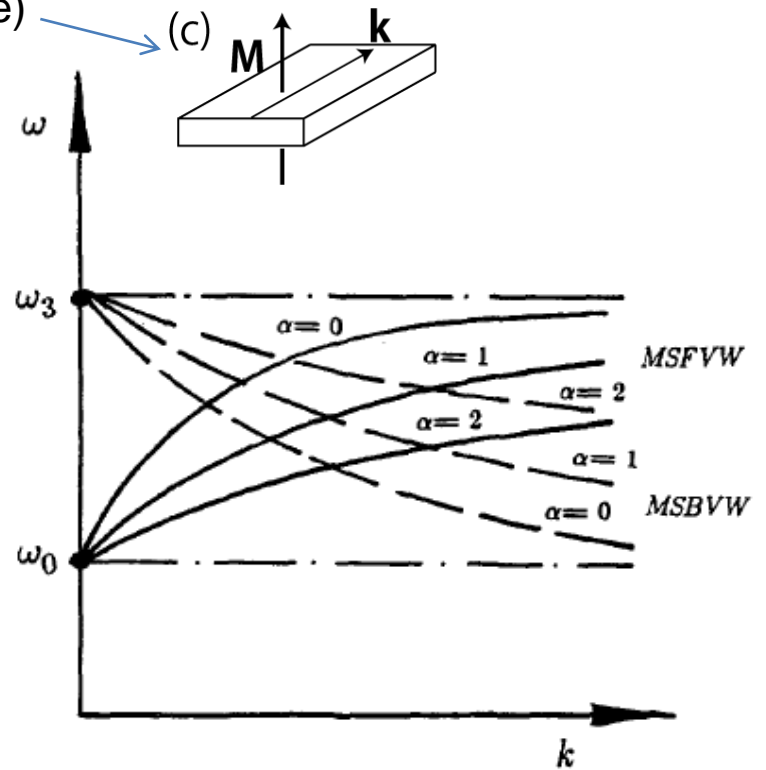 e)
(c)
M
k
ω
ω3
α= 0
α= 1
MSFVW
α= 2
α= 2
α= 1
α= 0
MSBVW
ω0
k